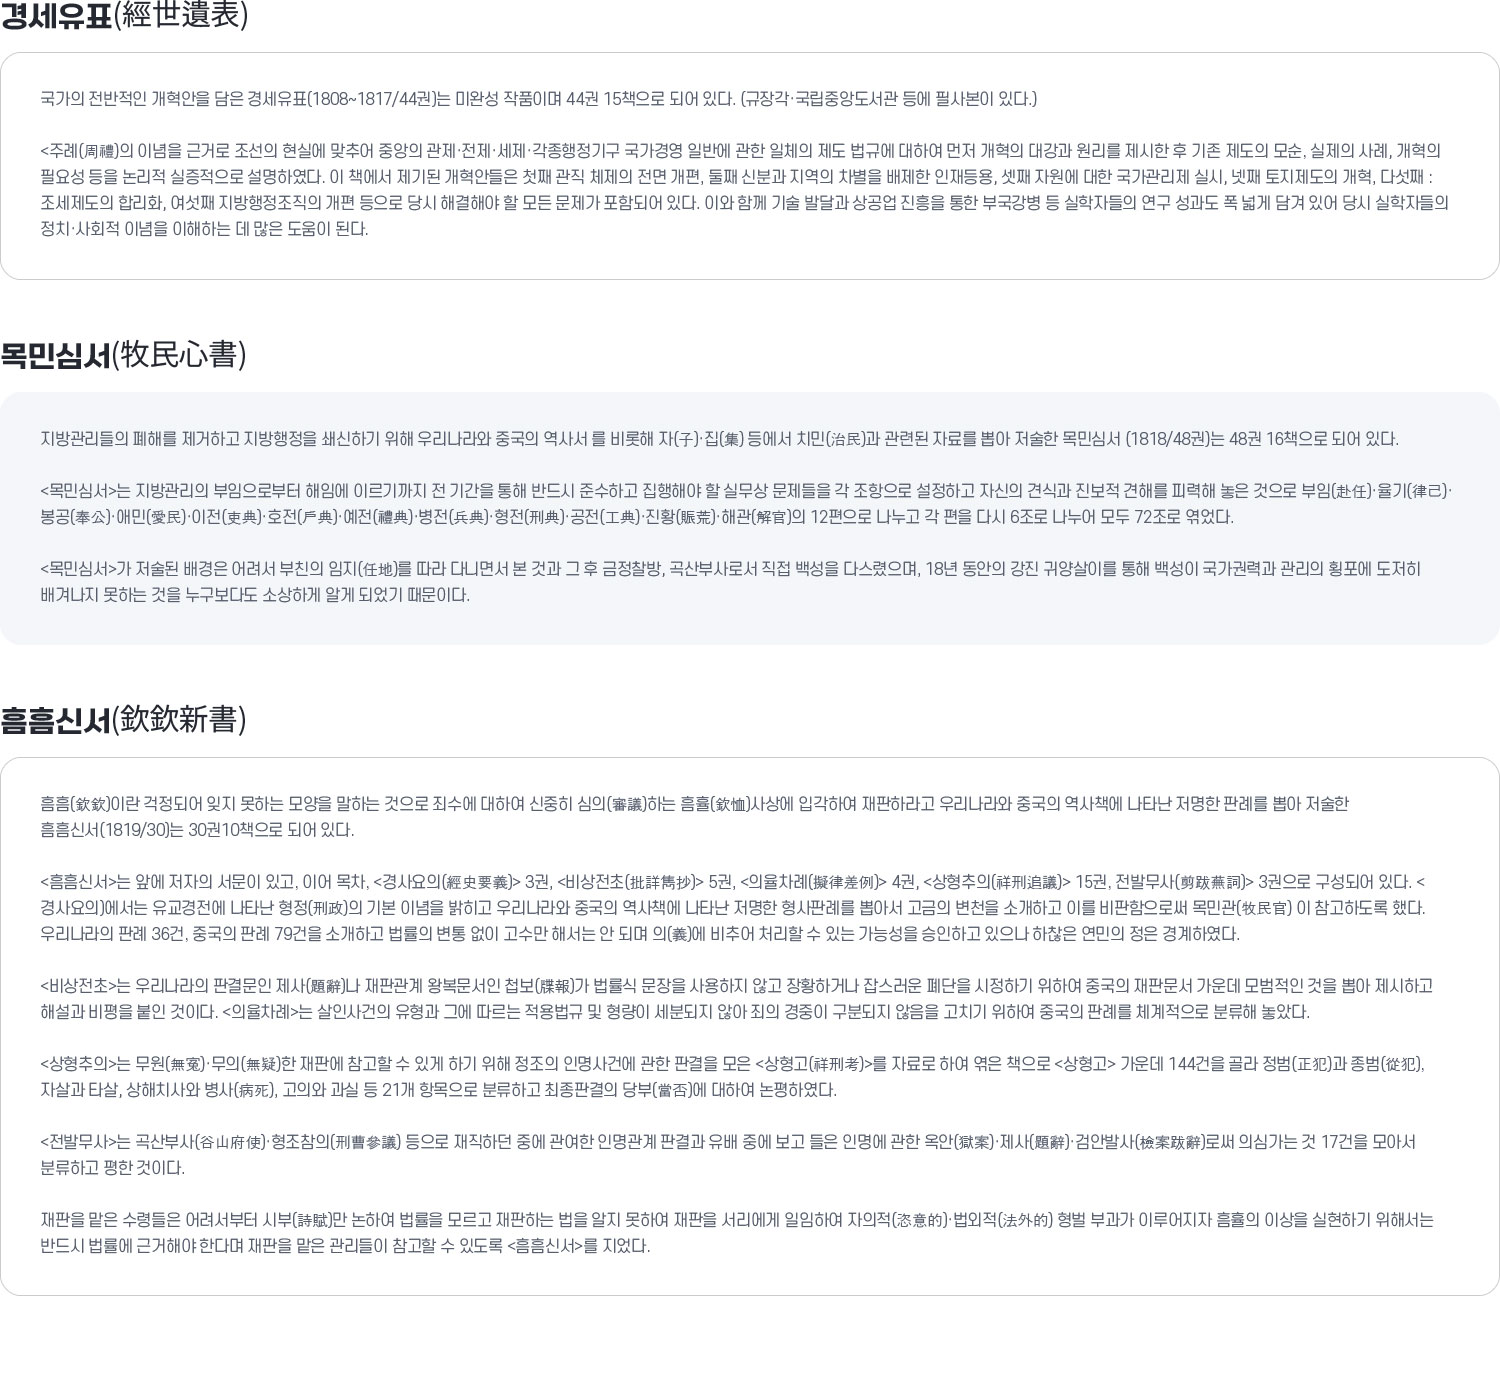 경세유표(經世遺表)
국가의 전반적인 개혁안을 담은 경세유표(1808~1817/44권)는 미완성 작품이며 44권 15책으로 되어 있다. (규장각·국립중앙도서관 등에 필사본이 있다.)
<주례(周禮)의 이념을 근거로 조선의 현실에 맞추어 중앙의 관제·전제·세제·각종행정기구 국가경영 일반에 관한 일체의 제도 법규에 대하여 먼저 개혁의 대강과 원리를 제시한 후 기존 제도의 모순, 실제의 사례, 개혁의
필요성 등을 논리적 실증적으로 설명하였다. 이 책에서 제기된 개혁안들은 첫째 관직 체제의 전면 개편, 둘째 신분과 지역의 차별을 배제한 인재등용, 셋째 자원에 대한 국가관리제 실시, 넷째 토지제도의 개혁, 다섯째 :
조세제도의 합리화, 여섯째 지방행정조직의 개편 등으로 당시 해결해야 할 모든 문제가 포함되어 있다. 이와 함께 기술 발달과 상공업 진흥을 통한 부국강병 등 실학자들의 연구 성과도 폭 넓게 담겨 있어 당시 실학자들의
정치·사회적 이념을 이해하는 데 많은 도움이 된다.
목민심서(牧民心書)
지방관리들의 폐해를 제거하고 지방행정을 쇄신하기 위해 우리나라와 중국의 역사서 를 비롯해 자(子)·집(集) 등에서 치민(治民)과 관련된 자료를 뽑아 저술한 목민심서 (1818/48권)는 48권 16책으로 되어 있다.
<목민심서>는 지방관리의 부임으로부터 해임에 이르기까지 전 기간을 통해 반드시 준수하고 집행해야 할 실무상 문제들을 각 조항으로 설정하고 자신의 견식과 진보적 견해를 피력해 놓은 것으로 부임(赴任)·율기(律己)·
봉공(奉公)·애민(愛民)·이전(吏典)·호전(戶典)·예전(禮典)·병전(兵典)·형전(刑典)·공전(工典)·진황(賑荒)·해관(解官)의 12편으로 나누고 각 편을 다시 6조로 나누어 모두 72조로 엮었다.
<목민심서>가 저술된 배경은 어려서 부친의 임지(任地)를 따라 다니면서 본 것과 그 후 금정찰방, 곡산부사로서 직접 백성을 다스렸으며, 18년 동안의 강진 귀양살이를 통해 백성이 국가권력과 관리의 횡포에 도저히
배겨나지 못하는 것을 누구보다도 소상하게 알게 되었기 때문이다.
흠흠신서(欽欽新書)
흠흠(欽欽)이란 걱정되어 잊지 못하는 모양을 말하는 것으로 죄수에 대하여 신중히 심의(審議)하는 흠휼(欽恤)사상에 입각하여 재판하라고 우리나라와 중국의 역사책에 나타난 저명한 판례를 뽑아 저술한
흠흠신서(1819/30)는 30권10책으로 되어 있다.
<흠흠신서>는 앞에 저자의 서문이 있고, 이어 목차, <경사요의(經史要義)> 3권, <비상전초(批詳雋抄)> 5권, <의율차례(擬律差例)> 4권, <상형추의(祥刑追議)> 15권, 전발무사(剪跋蕪詞)> 3권으로 구성되어 있다. <
경사요의)에서는 유교경전에 나타난 형정(刑政)의 기본 이념을 밝히고 우리나라와 중국의 역사책에 나타난 저명한 형사판례를 뽑아서 고금의 변천을 소개하고 이를 비판함으로써 목민관(牧民官) 이 참고하도록 했다.
우리나라의 판례 36건, 중국의 판례 79건을 소개하고 법률의 변통 없이 고수만 해서는 안 되며 의(義)에 비추어 처리할 수 있는 가능성을 승인하고 있으나 하찮은 연민의 정은 경계하였다.
<비상전초>는 우리나라의 판결문인 제사(題辭)나 재판관계 왕복문서인 첩보(牒報)가 법률식 문장을 사용하지 않고 장황하거나 잡스러운 폐단을 시정하기 위하여 중국의 재판문서 가운데 모범적인 것을 뽑아 제시하고
해설과 비평을 붙인 것이다. <의율차례>는 살인사건의 유형과 그에 따르는 적용법규 및 형량이 세분되지 않아 죄의 경중이 구분되지 않음을 고치기 위하여 중국의 판례를 체계적으로 분류해 놓았다.
<상형추의>는 무원(無寃)·무의(無疑)한 재판에 참고할 수 있게 하기 위해 정조의 인명사건에 관한 판결을 모은 <상형고(祥刑考)>를 자료로 하여 엮은 책으로 <상형고> 가운데 144건을 골라 정범(正犯)과 종범(從犯),
자살과 타살, 상해치사와 병사(病死), 고의와 과실 등 21개 항목으로 분류하고 최종판결의 당부(當否)에 대하여 논평하였다.
<전발무사>는 곡산부사(谷山府使)·형조참의(刑曹參議) 등으로 재직하던 중에 관여한 인명관계 판결과 유배 중에 보고 들은 인명에 관한 옥안(獄案)·제사(題辭)·검안발사(檢案跋辭)로써 의심가는 것 17건을 모아서
분류하고 평한 것이다.
재판을 맡은 수령들은 어려서부터 시부(詩賦)만 논하여 법률을 모르고 재판하는 법을 알지 못하여 재판을 서리에게 일임하여 자의적(恣意的)·법외적(法外的) 형벌 부과가 이루어지자 흠휼의 이상을 실현하기 위해서는
반드시 법률에 근거해야 한다며 재판을 맡은 관리들이 참고할 수 있도록 <흠흠신서>를 지었다.